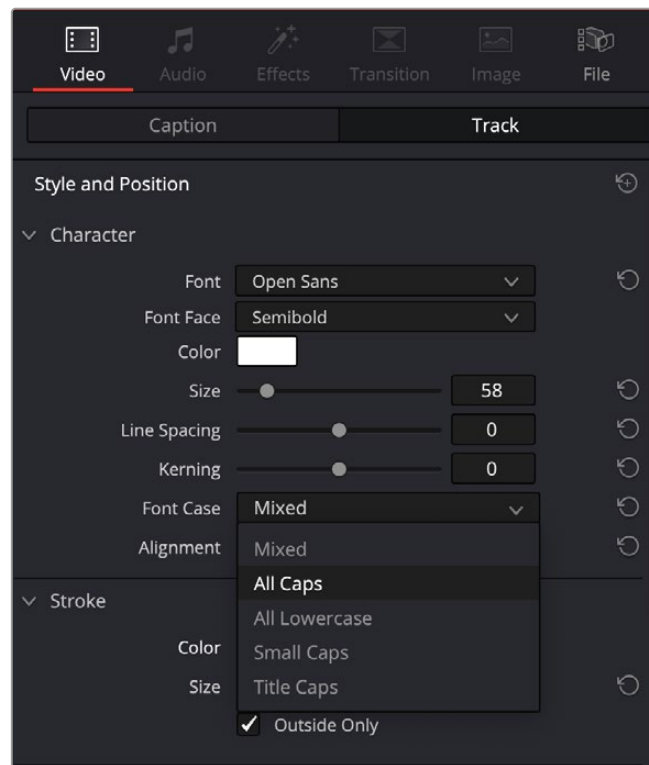 Video Audio Effects Transition Image File
Caption Track
Style and Position
Character
Font Open Sans
Font Face Semibold
Color
Size 58
Line Spacing 0
Kerning 0
Font Case Mixed
Alignment Mixed
All Caps
Stroke
All Lowercase
Color Small Caps
Size Title Caps
Outside Only